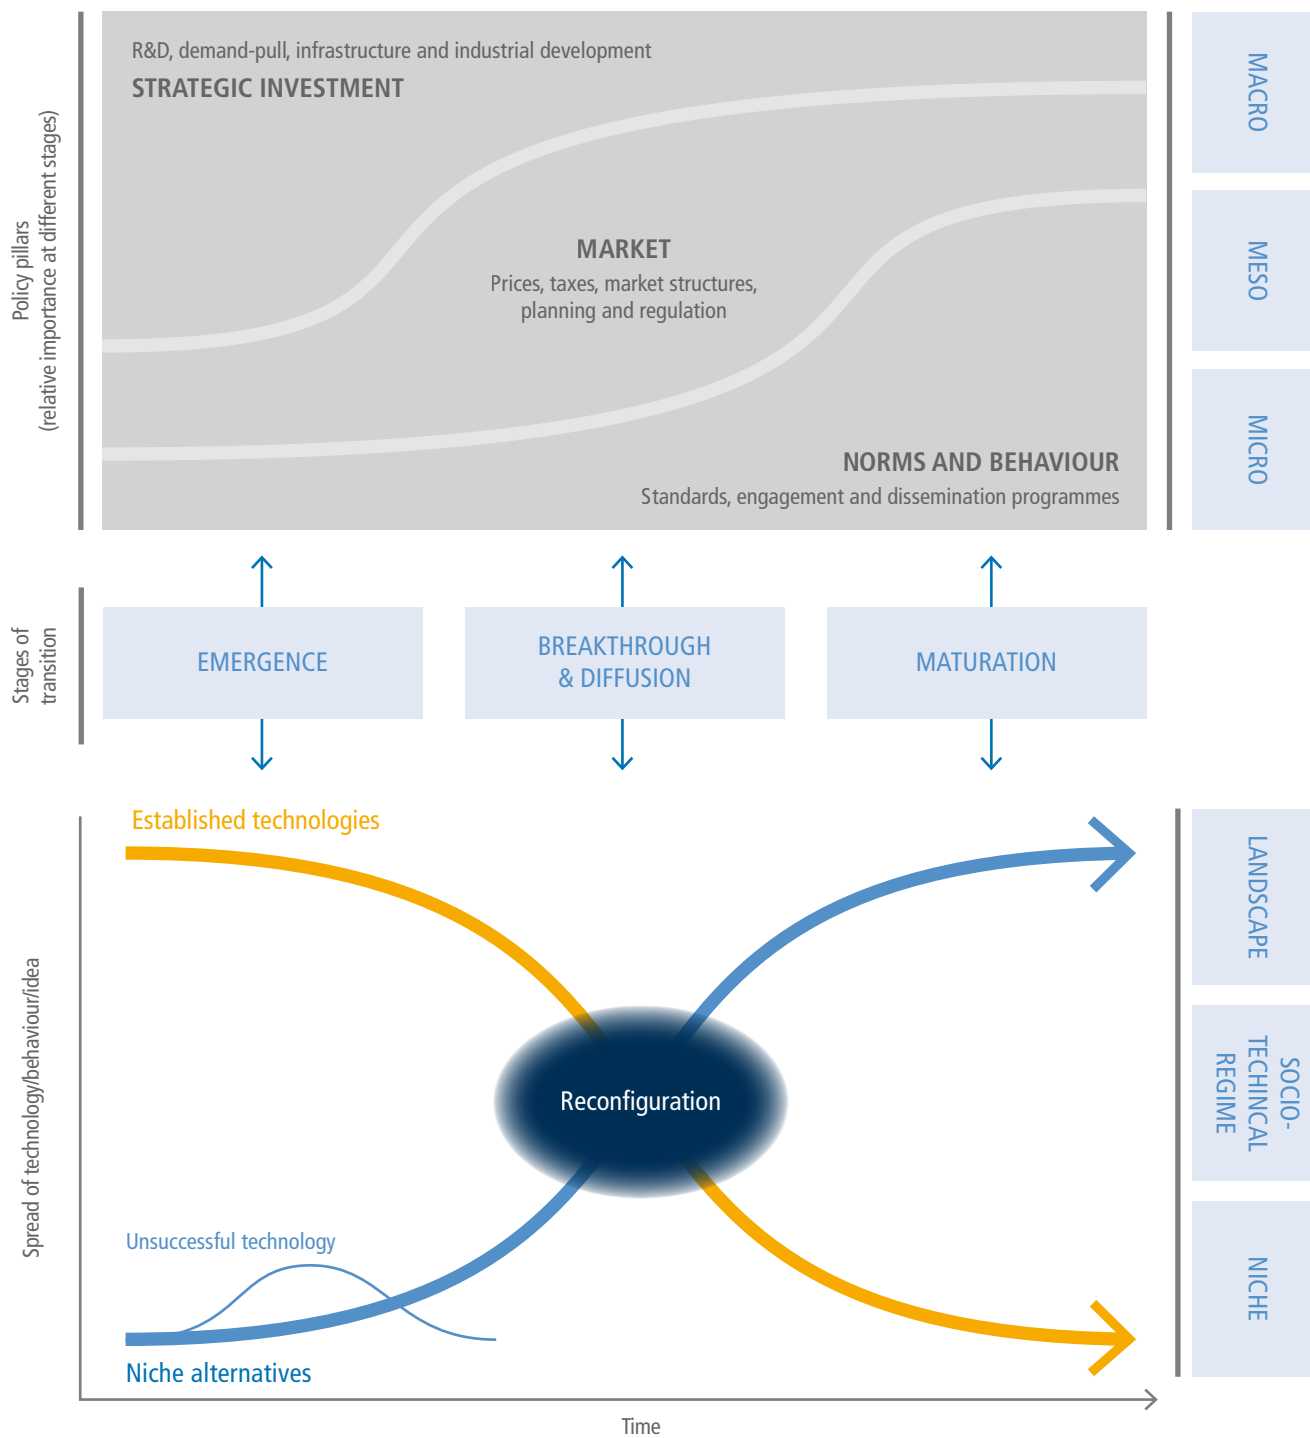 Policy pillars
(relative importance at different stages)
R&D, demand-pull, infrastructure and industrial development
STRATEGIC INVESTMENT
MARKET
Prices, taxes, market structures,
planning and regulation
NORMS AND BEHAVIOUR
Standards, engagement and dissemination programmes
MACRO
MESO
MICRO
Stages of
transition
EMERGENCE
BREAKTHROUGH
& DIFFUSION
MATURATION
Spread of technology/behaviour/idea
Established technologies
Reconfiguration
Unsuccessful technology
Niche alternatives
Time
LANDSCAPE
SOCIO-
TECHINCAL
REGIME
NICHE